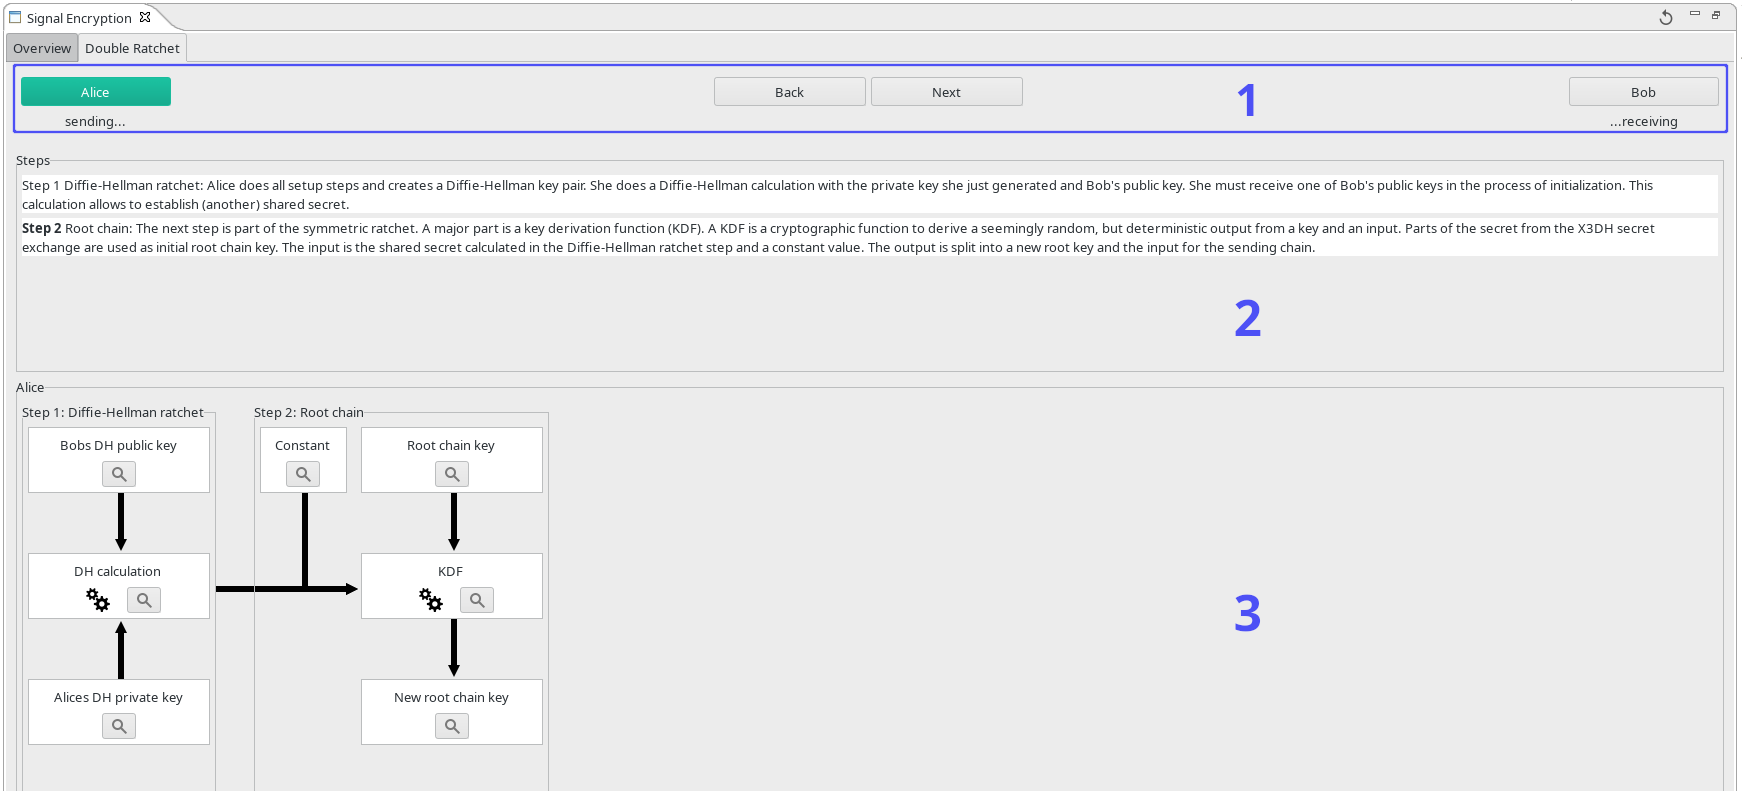 Signal Encryption
Overview Double Ratchet
Alice Back Next 1 Bob
sending... ...receiving
Steps
Step 1 Diffie-Hellman ratchet: Alice does all setup steps and creates a Diffie-Hellman key pair. She does a Diffie-Hellman calculation with the private key she just generated and Bob's public key. She must receive one of Bob's public keys in the process of initialization. This
calculation allows to establish (another) shared secret.
Step 2 Root chain: The next step is part of the symmetric ratchet. A major part is a key derivation function (KDF). A KDF is a cryptographic function to derive a seemingly random, but deterministic output from a key and an input. Parts of the secret from the X3DH secret
exchange are used as initial root chain key. The input is the shared secret calculated in the Diffie-Hellman ratchet step and a constant value. The output is split into a new root key and the input for the sending chain.
2
Alice
Step 1: Diffie-Hellman ratchet Step 2: Root chain
Bobs DH public key Constant Root chain key
DH calculation KDF
3
Alices DH private key New root chain key